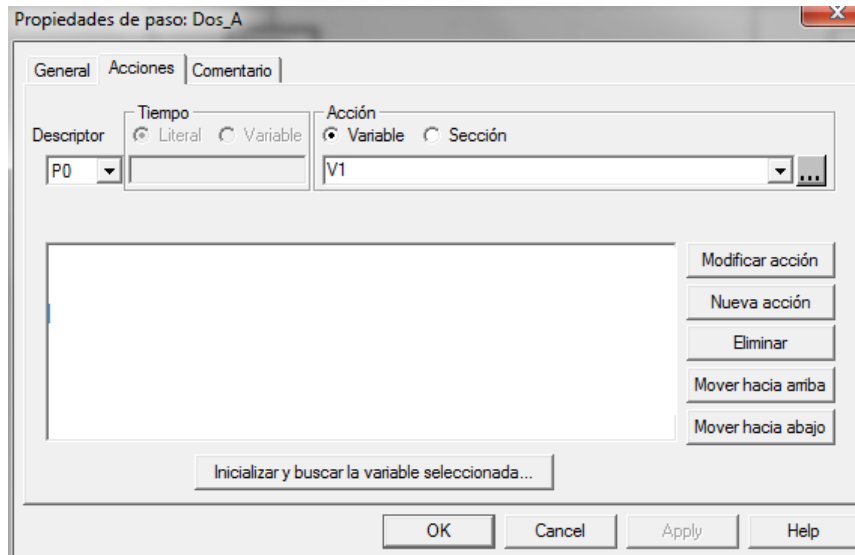 Propiedades de paso: Dos_A
General Acciones Comentario
Tiempo Acción
Descriptor Literal Variable Variable Sección
P0 V1 ...
Modificar acción
Nueva acción
Eliminar
Mover hacia arriba
Mover hacia abajo
Inicializar y buscar la variable seleccionada...
OK Cancel Apply Help